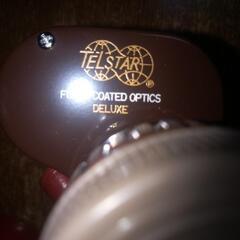 TELSTAR
®
COATED OPTICS
DELUXE